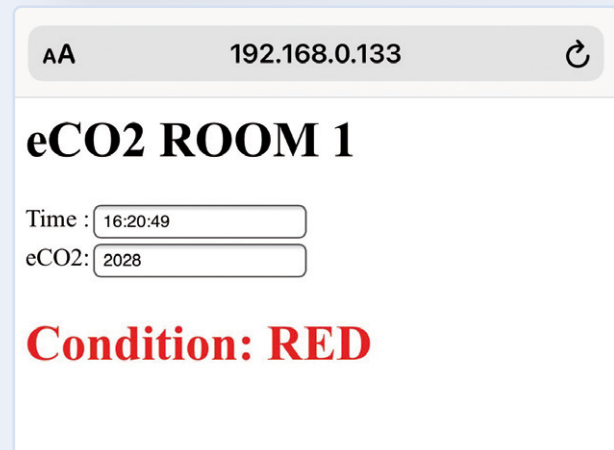 AA 192.168.0.133
eCO2 ROOM 1
Time : 16:20:49
eCO2: 2028
Condition: RED